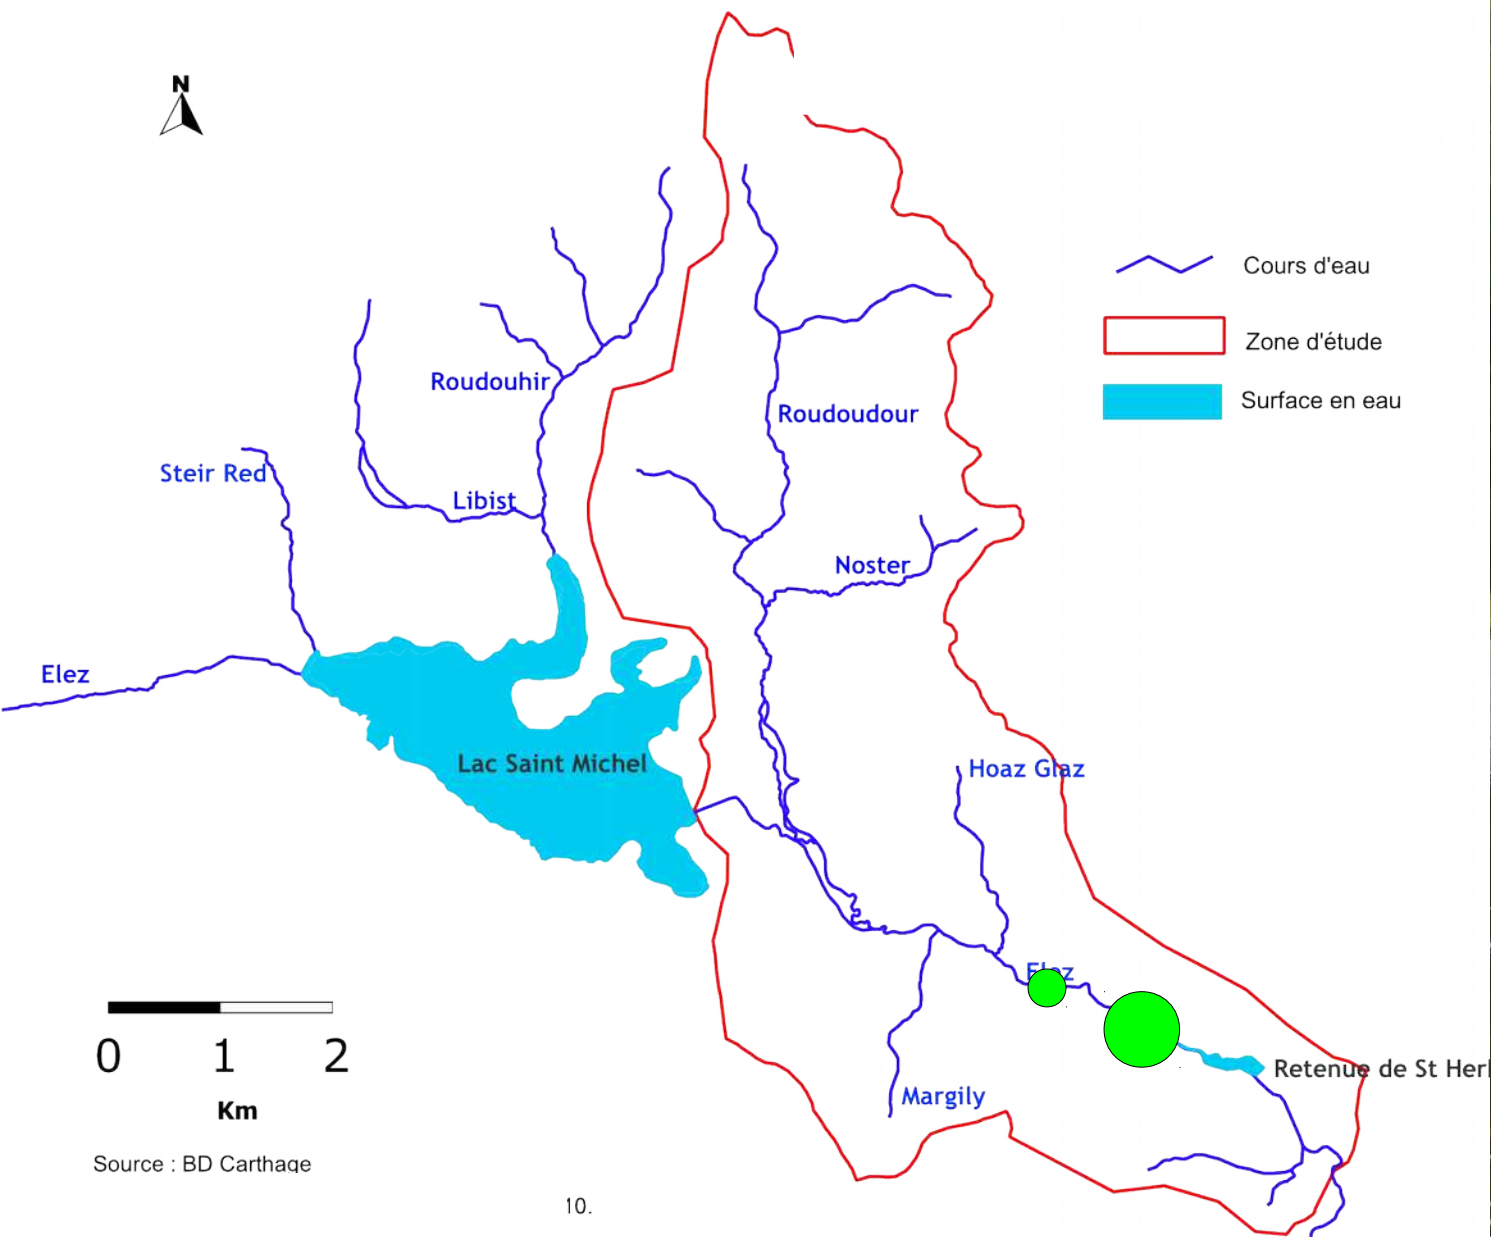 N
Cours d'eau
Zone d'étude
Roudouhir
Surface en eau
Roudoudour
Steir Red
Libist
Noster
Elez
Lac Saint Michel
Hoaz Glaz
Elez
0 1 2
Km
Retenue de St Her
Margily
Source : BD Carthage
10.